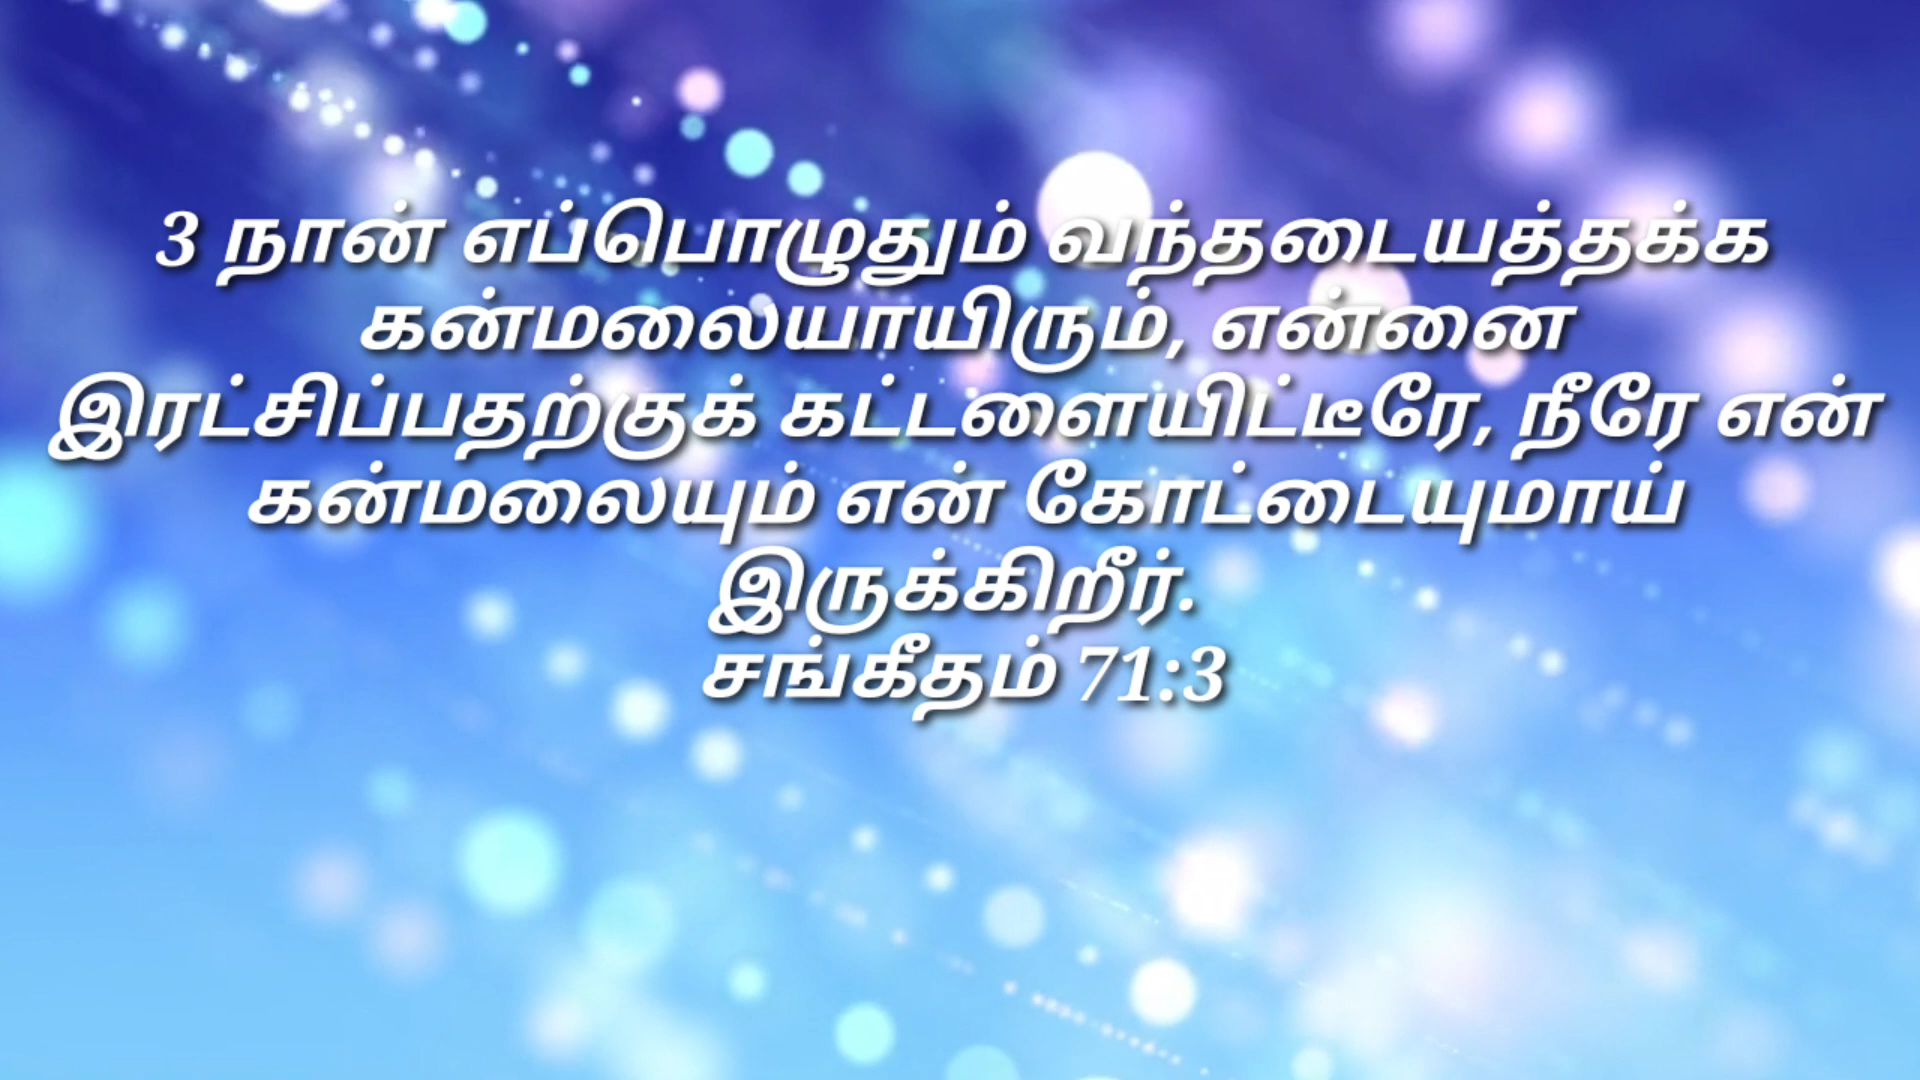 3 நான் எப்பொழுதும் வந்தடையத்தக்க
கன்மலையாயிரும், என்னை
இரட்சிப்பதற்குக் கட்டளையிட்டீரே, நீரே என்
கன்மலையும் என் கோட்டையுமாய்
இருக்கிறீர்.
சங்கீதம் 71:3